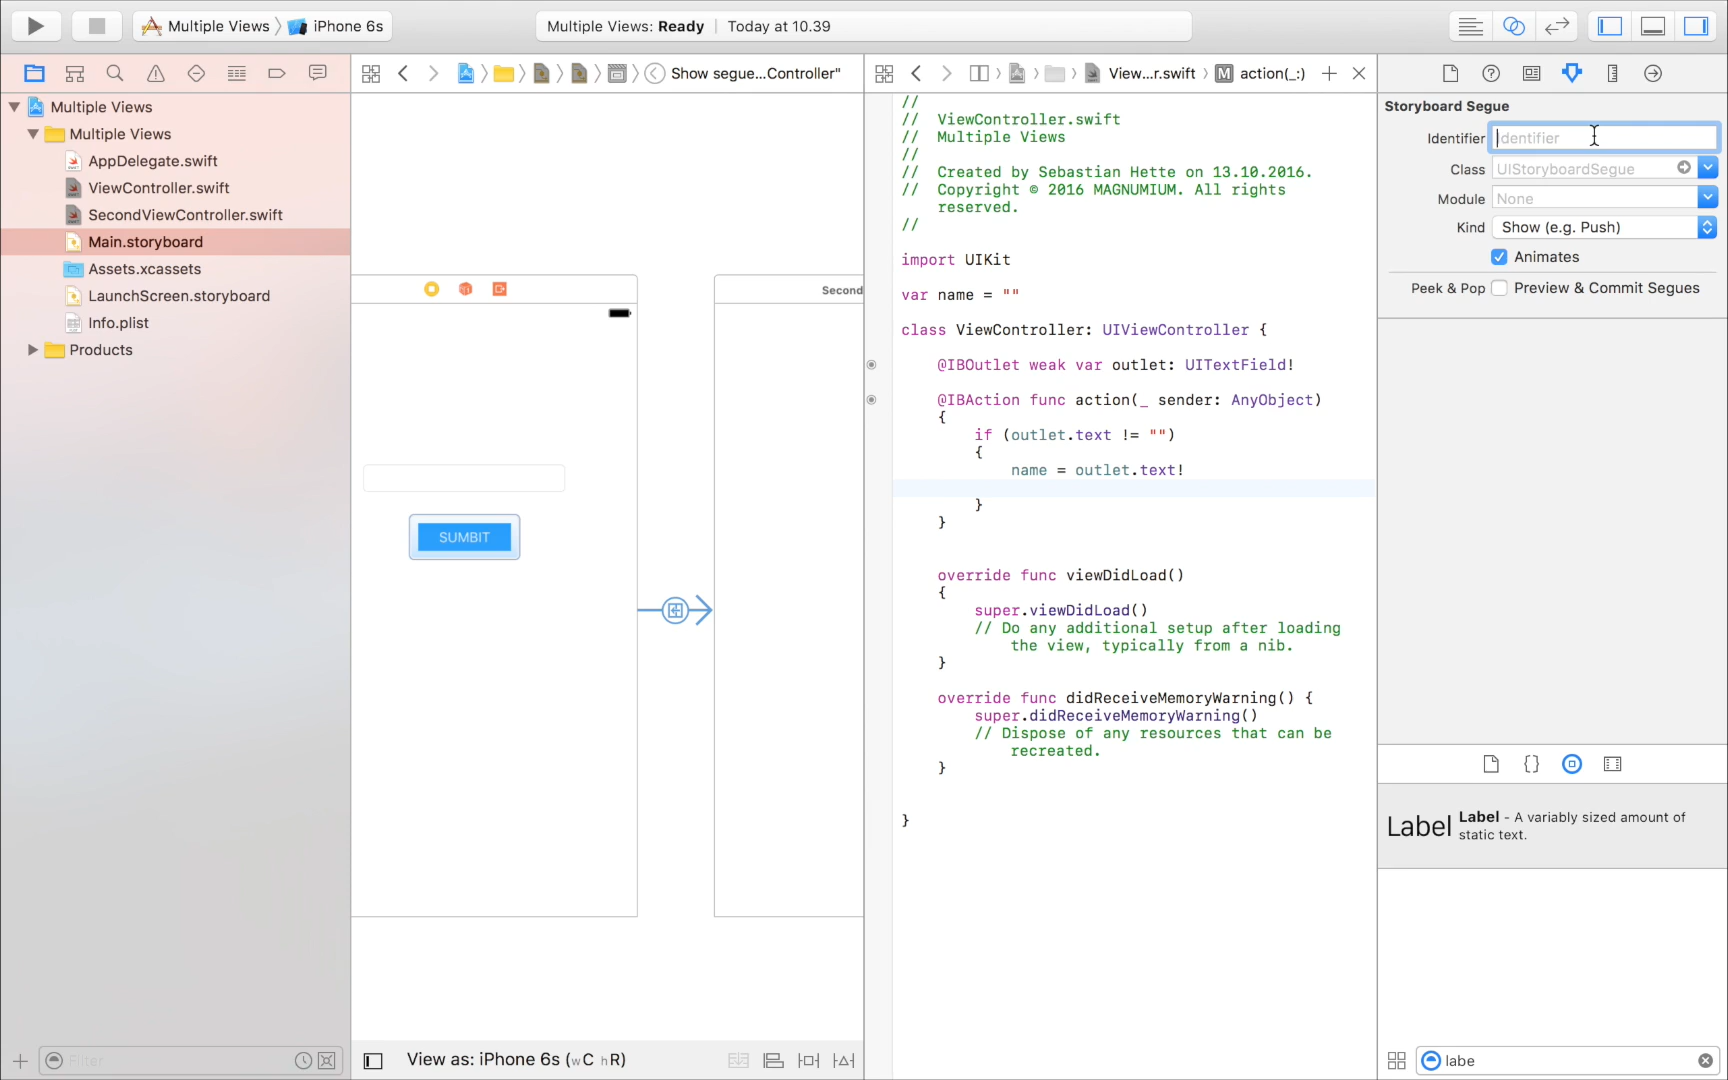 Multiple Views
iPhone 6s
Multiple Views: Ready
Today at 10.39
Show segue...Controller"
View...r.swift
M action(_:)
Multiple Views
Multiple Views
AppDelegate.swift
ViewController.swift
SecondViewController.swift
Main.storyboard
Assets.xcassets
LaunchScreen.storyboard
Info.plist
Products
Filter
Second
SUMBIT
View as: iPhone 6s (wC hR)
//
// ViewController.swift
// Multiple Views
//
// Created by Sebastian Hette on 13.10.2016.
// Copyright © 2016 MAGNUMIUM. All rights
reserved.
//
import UIKit
var name = ""
class ViewController: UIViewController {
@IBOutlet weak var outlet: UITextField!
@IBAction func action(_ sender: AnyObject)
{
if (outlet.text != "")
{
name = outlet.text!
}
}
override func viewDidLoad()
{
super.viewDidLoad()
// Do any additional setup after loading
the view, typically from a nib.
}
override func didReceiveMemoryWarning() {
super.didReceiveMemoryWarning()
// Dispose of any resources that can be
recreated.
}
}
Storyboard Segue
Identifier Identifier
Class UIStoryboardSegue
Module None
Kind Show (e.g. Push)
Animates
Peek & Pop Preview & Commit Segues
{}
Label Label - A variably sized amount of
static text.
labe